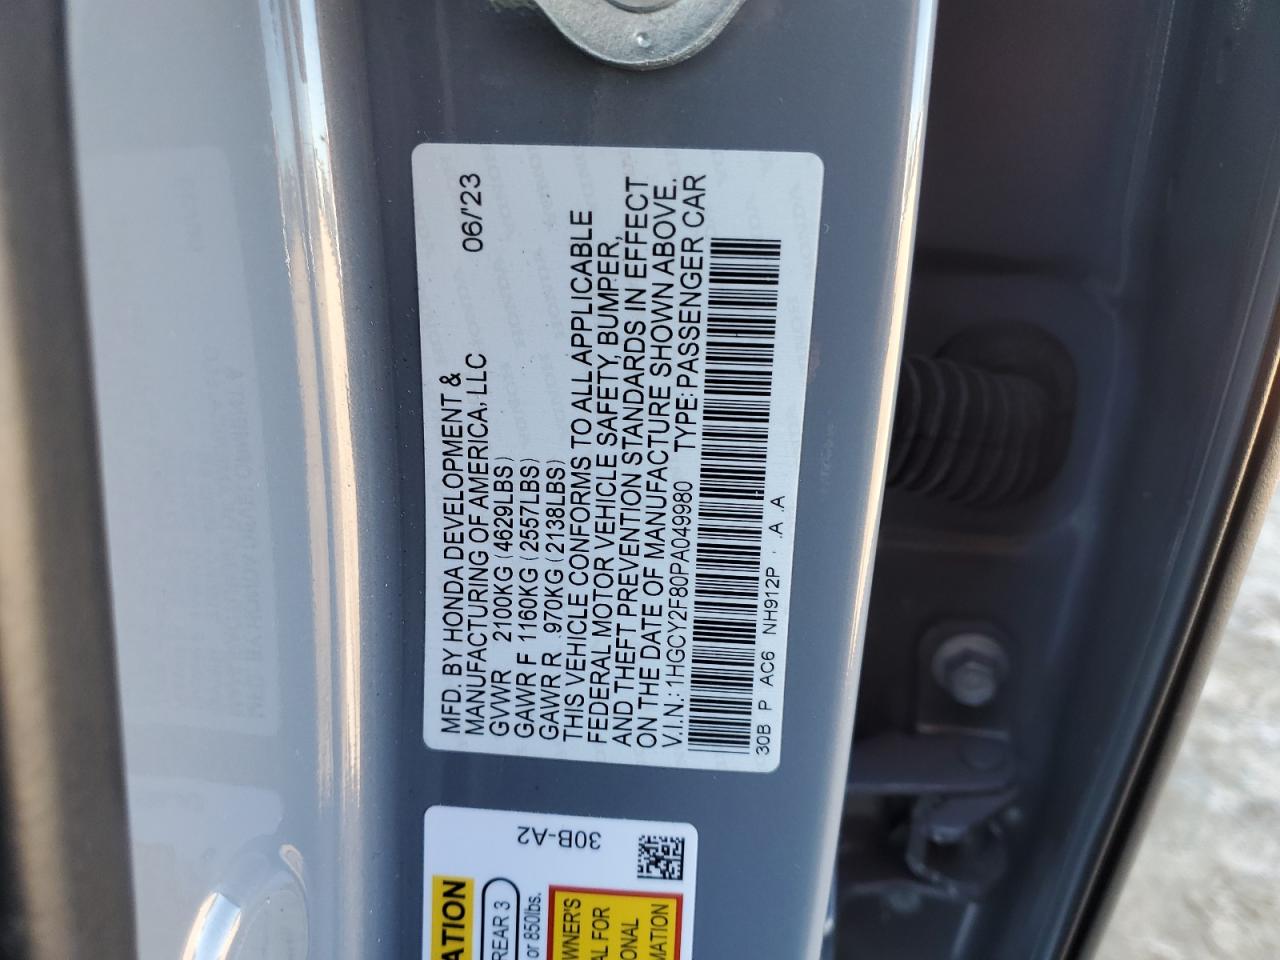 MFD. BY HONDA DEVELOPMENT &
MANUFACTURING OF AMERICA, LLC 06/'23
GVWR 2100KG (4629LBS)
GAWR F 1160KG (2557LBS)
GAWR R 970KG (2138LBS)
THIS VEHICLE CONFORMS TO ALL APPLICABLE
FEDERAL MOTOR VEHICLE SAFETY, BUMPER,
AND THEFT PREVENTION STANDARDS IN EFFECT
ON THE DATE OF MANUFACTURE SHOWN ABOVE.
V.I.N.: 1HGCY2F80PA049980 TYPE: PASSENGER CAR
30B P AC6 NH912P A A
30B-A2
ATION
REAR 3
or 850lbs.
WNER'S
AL FOR
IONAL
MATION